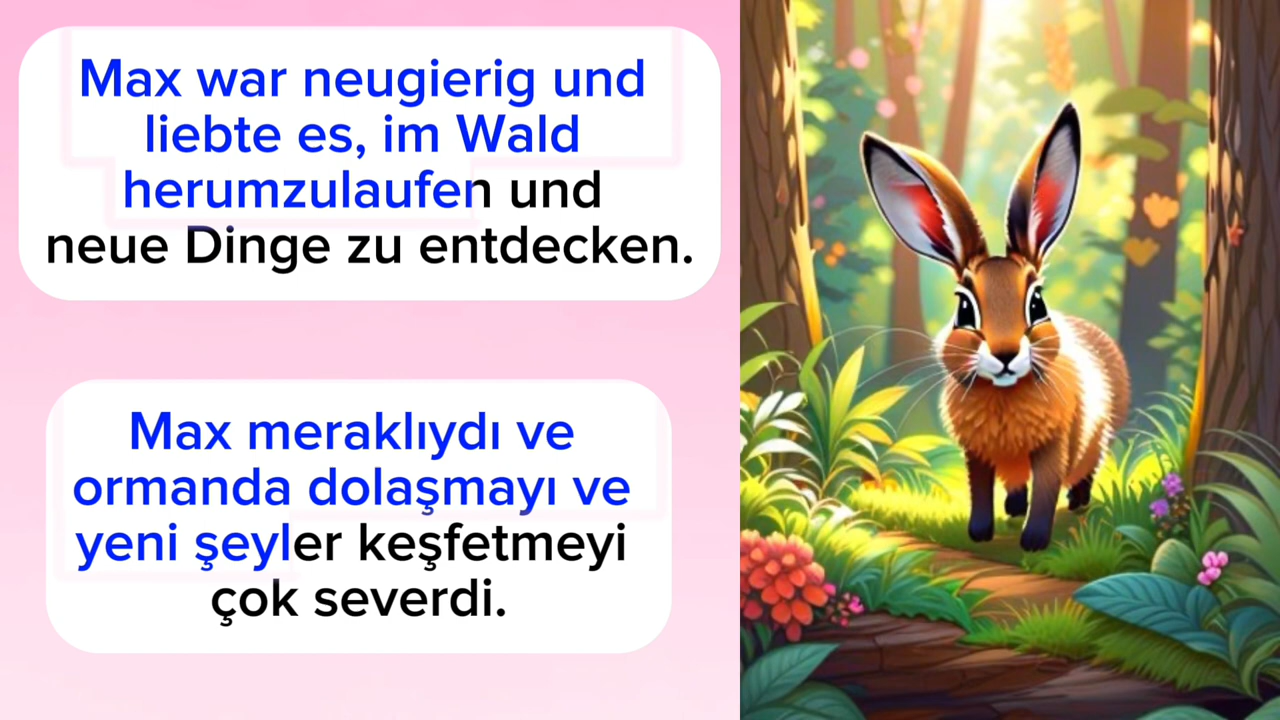 Max war neugierig und
liebte es, im Wald
herumzulaufen und
neue Dinge zu entdecken.
Max meraklıydı ve
ormanda dolaşmayı ve
yeni şeyler keşfetmeyi
çok severdi.